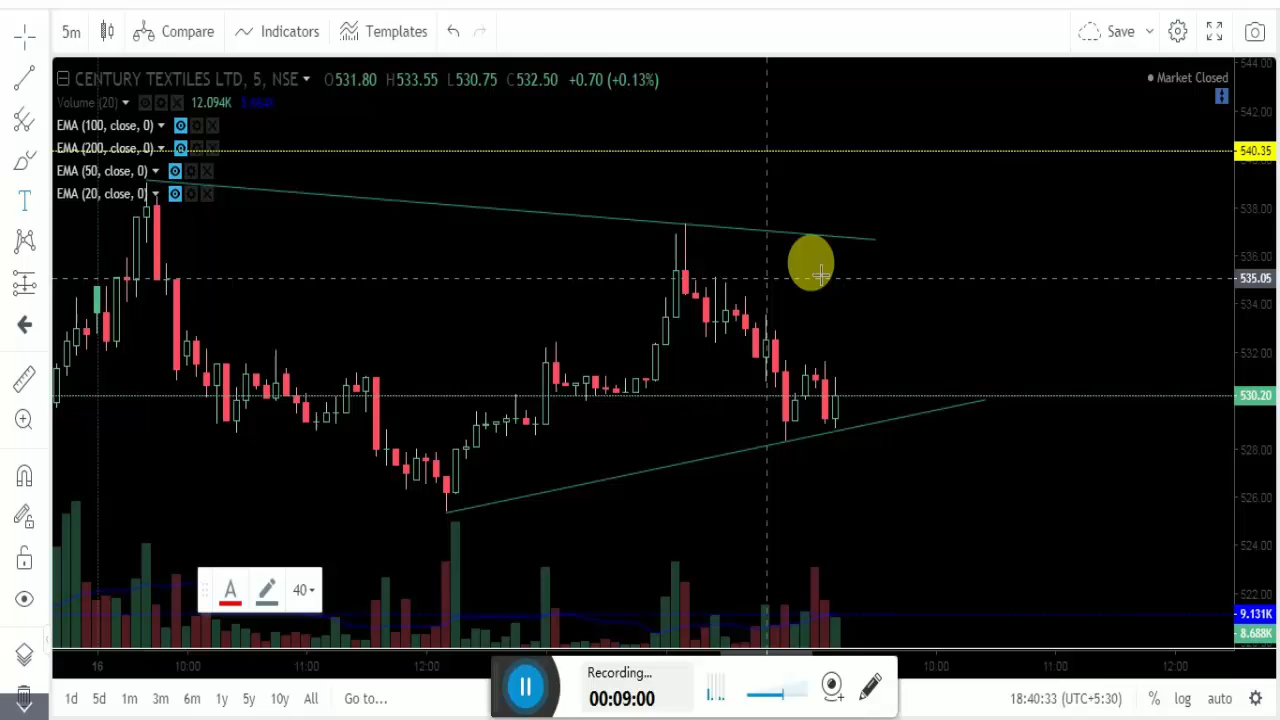 5m Compare Indicators Templates Save
CENTURY TEXTILES LTD, 5, NSE O531.80 H533.55 L530.75 C532.50 +0.70 (+0.13%)
Market Closed
Volume (20) 12.094K
EMA (100, close, 0)
EMA (200, close, 0)
EMA (50, close, 0)
EMA (20, close, 0)
544.00
542.00
540.35
538.00
536.00
535.05
534.00
532.00
530.20
528.00
526.00
524.00
522.00
9.131K
8.688K
A 40
16 10:00 11:00 12:00 10:00 11:00 12:00
Recording...
00:09:00
1d 5d 1m 3m 6m 1y 5y 10y All Go to... 18:40:33 (UTC+5:30) % log auto